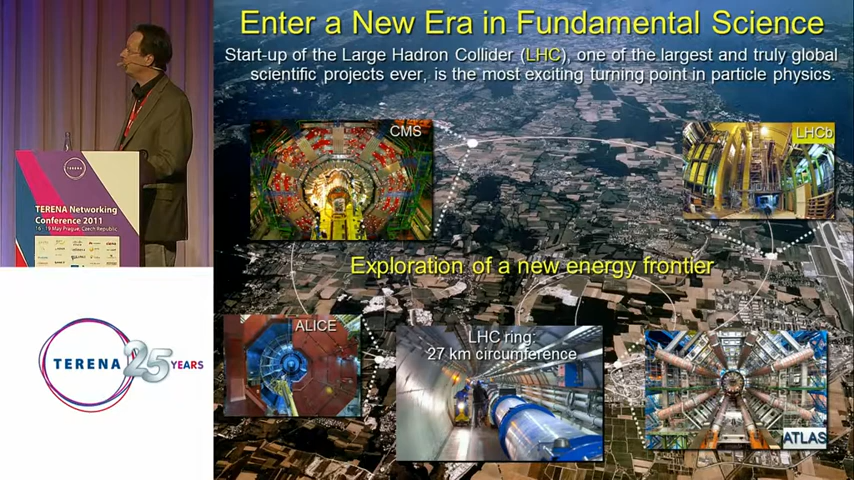 Enter a New Era in Fundamental Science
Start-up of the Large Hadron Collider (LHC), one of the largest and truly global
scientific projects ever, is the most exciting turning point in particle physics.
CMS
LHCb
Exploration of a new energy frontier
ALICE
LHC ring:
27 km circumference
ATLAS
TERENA
TERENA Networking
Conference 2011
16 - 19 May Prague, Czech Republic
TERENA 25 YEARS